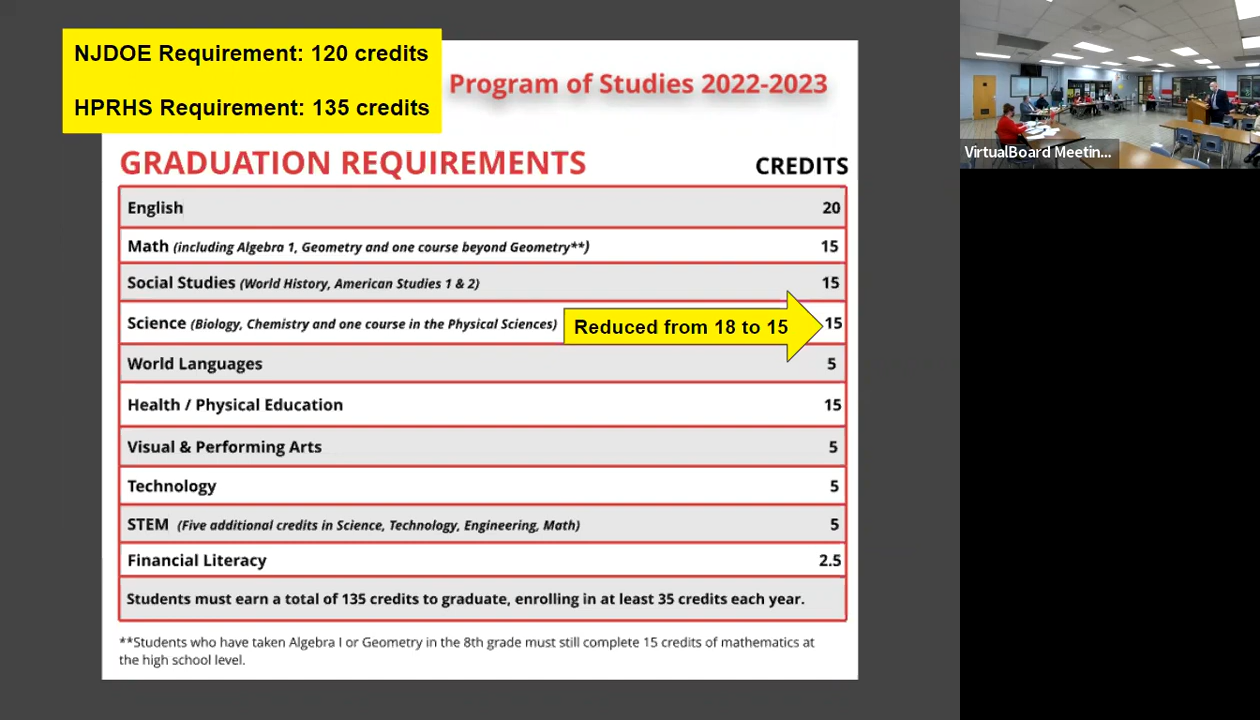 NJDOE Requirement: 120 credits
HPRHS Requirement: 135 credits
Program of Studies 2022-2023
GRADUATION REQUIREMENTS CREDITS
English 20
Math (including Algebra 1, Geometry and one course beyond Geometry**) 15
Social Studies (World History, American Studies 1 & 2) 15
Science (Biology, Chemistry and one course in the Physical Sciences) Reduced from 18 to 15 15
World Languages 5
Health / Physical Education 15
Visual & Performing Arts 5
Technology 5
STEM (Five additional credits in Science, Technology, Engineering, Math) 5
Financial Literacy 2.5
Students must earn a total of 135 credits to graduate, enrolling in at least 35 credits each year.
**Students who have taken Algebra I or Geometry in the 8th grade must still complete 15 credits of mathematics at
the high school level.
VirtualBoard Meetin...